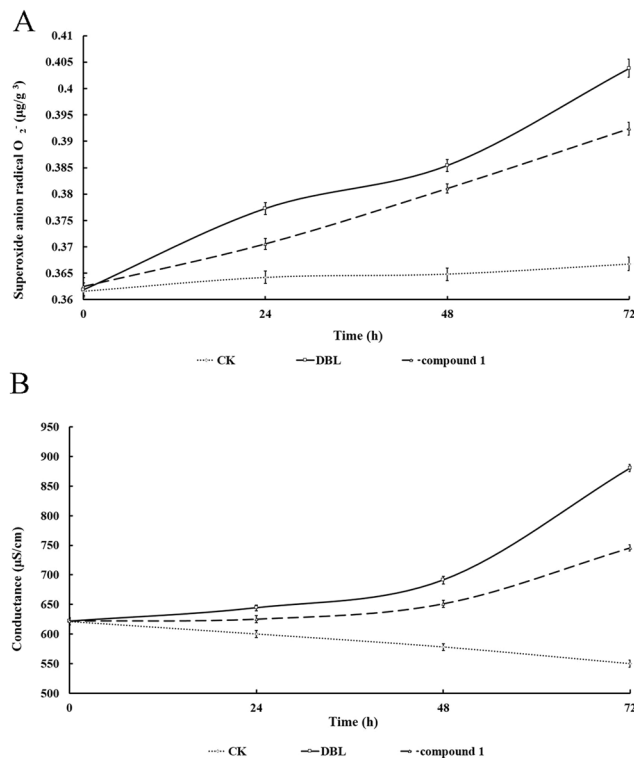 A
Superoxide anion radical O ₂⁻ (µg/g ³)
0.41
0.405
0.4
0.395
0.39
0.385
0.38
0.375
0.37
0.365
0.36
0 24 48 72
Time (h)
CK DBL compound 1
B
Conductance (µS/cm)
950
900
850
800
750
700
650
600
550
500
0 24 48 72
Time (h)
CK DBL compound 1